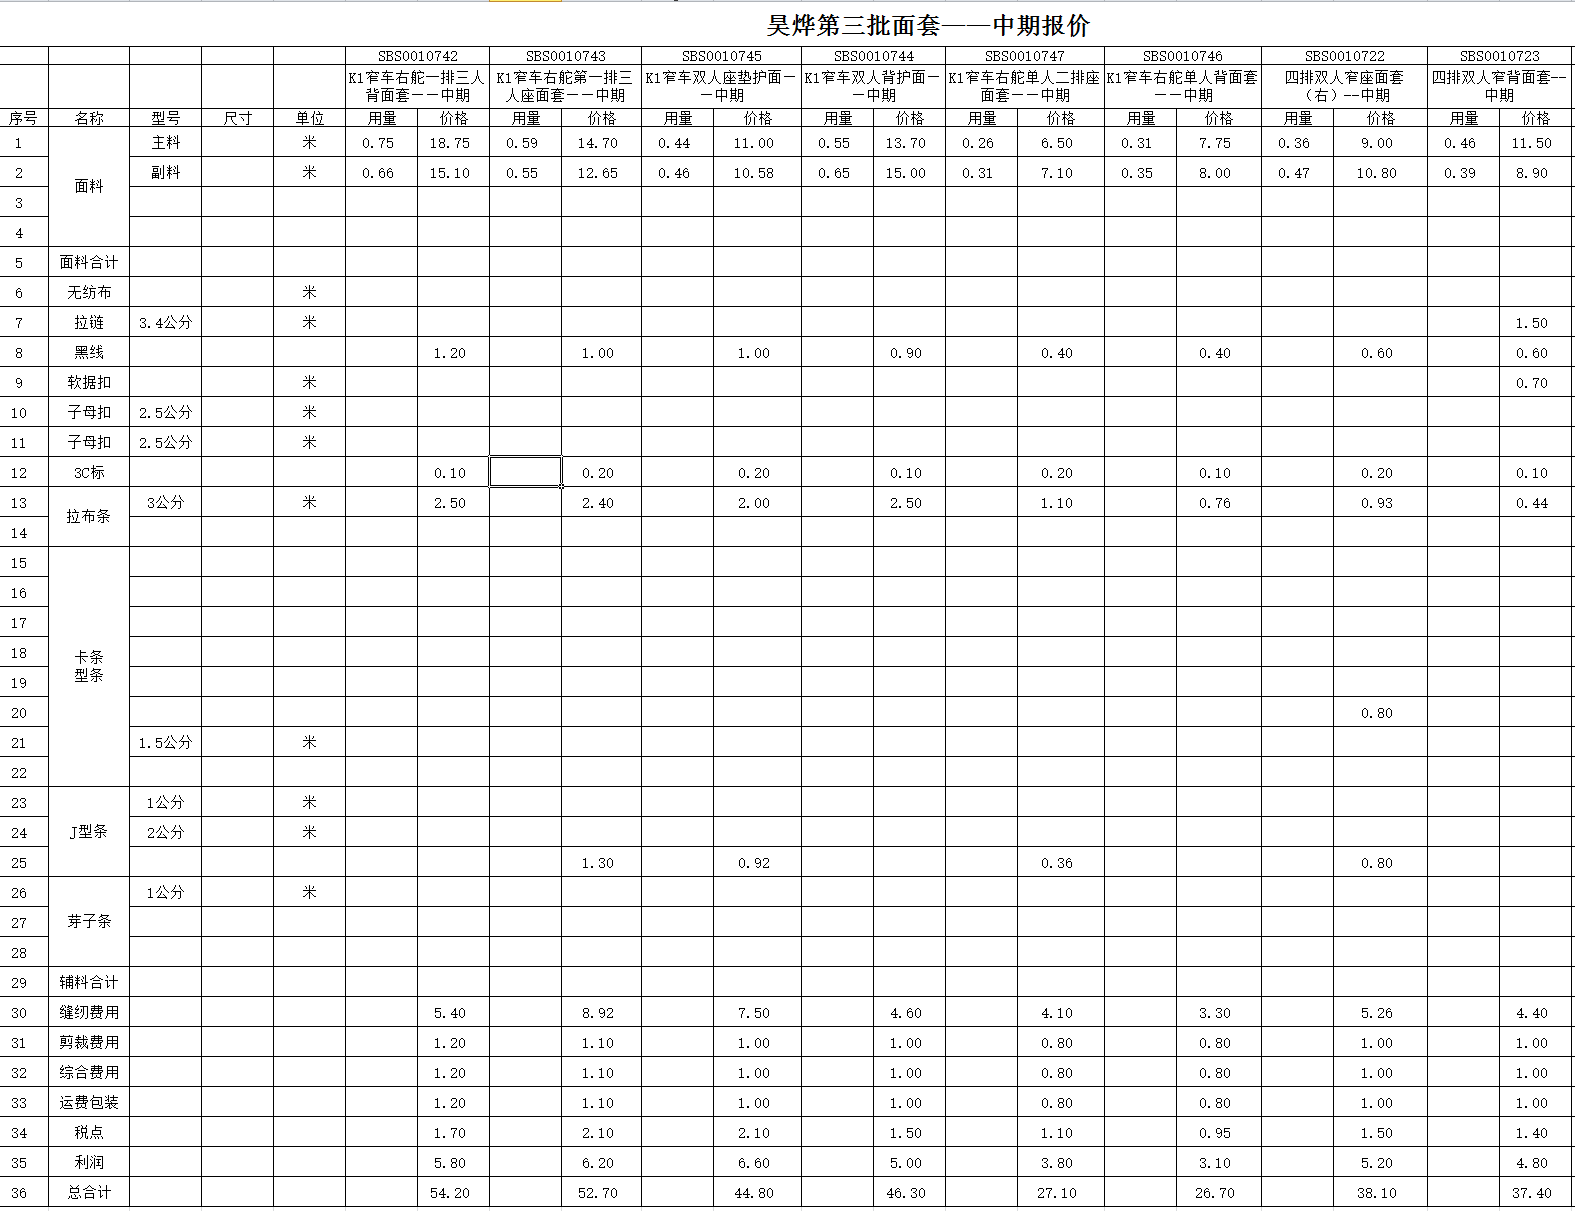 昊烨第三批面套——中期报价
SBS0010742 SBS0010743 SBS0010745 SBS0010744 SBS0010747 SBS0010746 SBS0010722 SBS0010723
K1窄车右舵一排三人 K1窄车右舵第一排三 K1窄车双人座垫护面— K1窄车双人背护面— K1窄车右舵单人二排座 K1窄车右舵单人背面套 四排双人窄座面套 四排双人窄背面套--
背面套——中期 人座面套——中期 —中期 —中期 面套——中期 ——中期 （右）--中期 中期
序号 名称 型号 尺寸 单位 用量 价格 用量 价格 用量 价格 用量 价格 用量 价格 用量 价格 用量 价格 用量 价格
1 主料 米 0.75 18.75 0.59 14.70 0.44 11.00 0.55 13.70 0.26 6.50 0.31 7.75 0.36 9.00 0.46 11.50
2 副料 米 0.66 15.10 0.55 12.65 0.46 10.58 0.65 15.00 0.31 7.10 0.35 8.00 0.47 10.80 0.39 8.90
面料
3
4
5 面料合计
6 无纺布 米
7 拉链 3.4公分 米 1.50
8 黑线 1.20 1.00 1.00 0.90 0.40 0.40 0.60 0.60
9 软据扣 米 0.70
10 子母扣 2.5公分 米
11 子母扣 2.5公分 米
12 3C标 0.10 0.20 0.20 0.10 0.20 0.10 0.20 0.10
13 3公分 米 2.50 2.40 2.00 2.50 1.10 0.76 0.93 0.44
拉布条
14
15
16
17
18
卡条
型条
19
20 0.80
21 1.5公分 米
22
23 1公分 米
24 J型条 2公分 米
25 1.30 0.92 0.36 0.80
26 1公分 米
27 芽子条
28
29 辅料合计
30 缝纫费用 5.40 8.92 7.50 4.60 4.10 3.30 5.26 4.40
31 剪裁费用 1.20 1.10 1.00 1.00 0.80 0.80 1.00 1.00
32 综合费用 1.20 1.10 1.00 1.00 0.80 0.80 1.00 1.00
33 运费包装 1.20 1.10 1.00 1.00 0.80 0.80 1.00 1.00
34 税点 1.70 2.10 2.10 1.50 1.10 0.95 1.50 1.40
35 利润 5.80 6.20 6.60 5.00 3.80 3.10 5.20 4.80
36 总合计 54.20 52.70 44.80 46.30 27.10 26.70 38.10 37.40